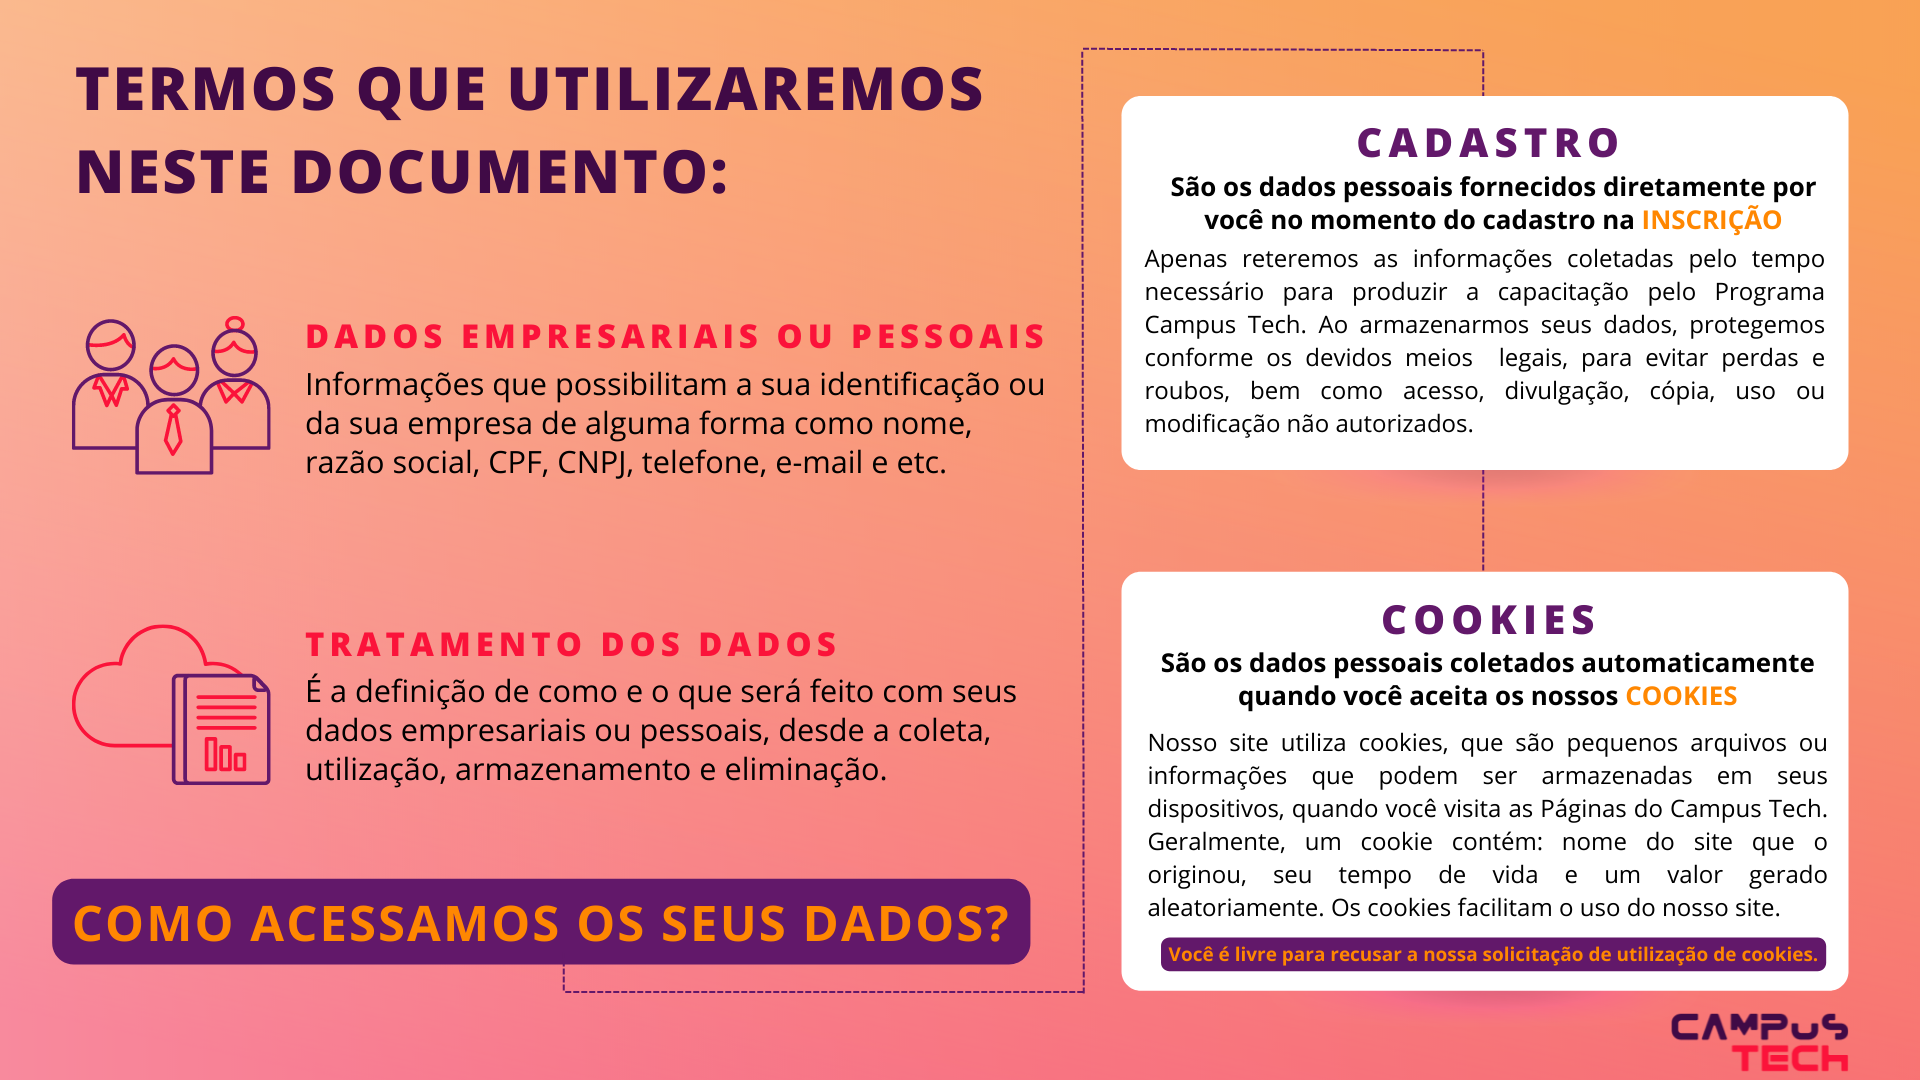 TERMOS QUE UTILIZAREMOS
NESTE DOCUMENTO:
DADOS EMPRESARIAIS OU PESSOAIS
Informações que possibilitam a sua identificação ou
da sua empresa de alguma forma como nome,
razão social, CPF, CNPJ, telefone, e-mail e etc.
TRATAMENTO DOS DADOS
É a definição de como e o que será feito com seus
dados empresariais ou pessoais, desde a coleta,
utilização, armazenamento e eliminação.
COMO ACESSAMOS OS SEUS DADOS?
CADASTRO
São os dados pessoais fornecidos diretamente por
você no momento do cadastro na INSCRIÇÃO
Apenas reteremos as informações coletadas pelo tempo
necessário para produzir a capacitação pelo Programa
Campus Tech. Ao armazenarmos seus dados, protegemos
conforme os devidos meios legais, para evitar perdas e
roubos, bem como acesso, divulgação, cópia, uso ou
modificação não autorizados.
COOKIES
São os dados pessoais coletados automaticamente
quando você aceita os nossos COOKIES
Nosso site utiliza cookies, que são pequenos arquivos ou
informações que podem ser armazenadas em seus
dispositivos, quando você visita as Páginas do Campus Tech.
Geralmente, um cookie contém: nome do site que o
originou, seu tempo de vida e um valor gerado
aleatoriamente. Os cookies facilitam o uso do nosso site.
Você é livre para recusar a nossa solicitação de utilização de cookies.
CAMPUS
TECH